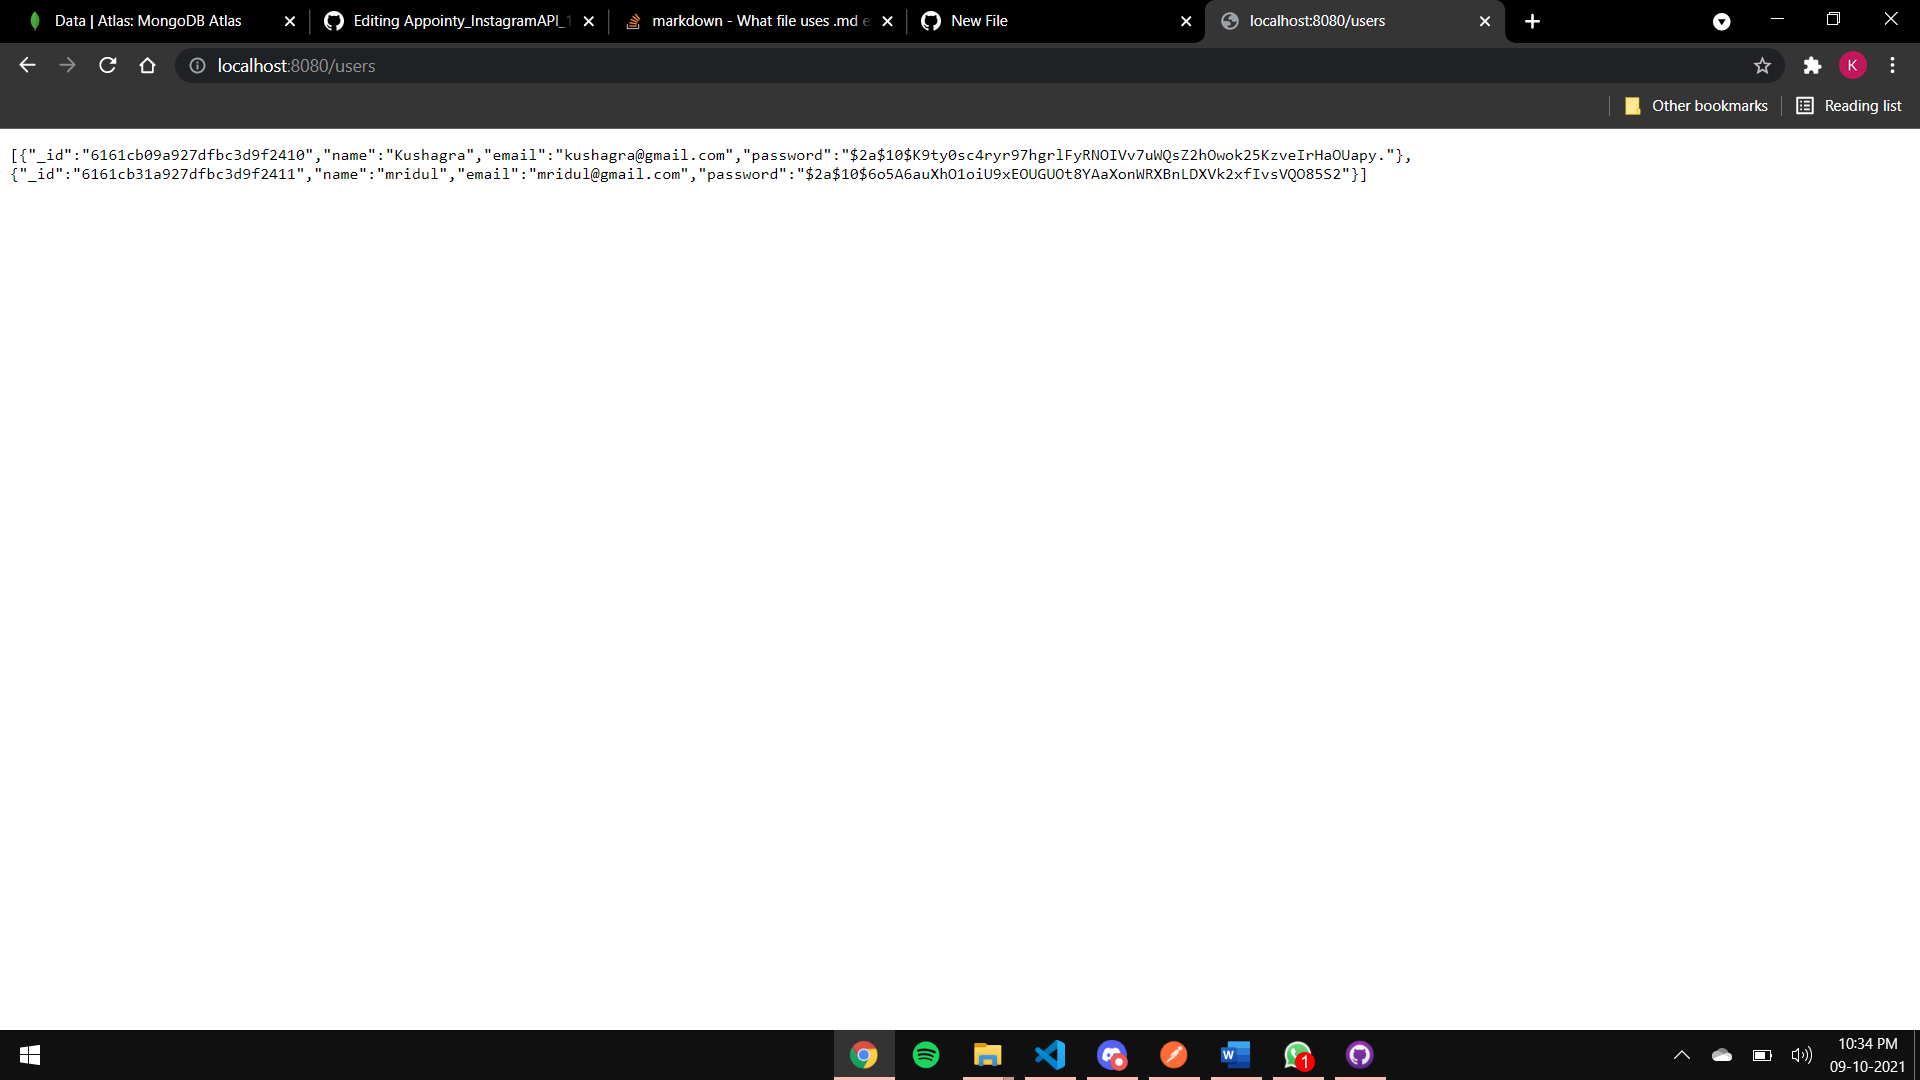 Data | Atlas: MongoDB Atlas
Editing Appointy_InstagramAPI_1
markdown - What file uses .md e
New File
localhost:8080/users
localhost:8080/users
K
Other bookmarks
Reading list
[{"_id":"6161cb09a927dfbc3d9f2410","name":"Kushagra","email":"kushagra@gmail.com","password":"$2a$10$K9ty0sc4ryr97hgrlFyRNOIVv7uWQsZ2hOwok25KzveIrHaOUapy."},
{"_id":"6161cb31a927dfbc3d9f2411","name":"mridul","email":"mridul@gmail.com","password":"$2a$10$6o5A6auXhO1oiU9xEOUGUOt8YAaXonWRXBnLDXVk2xfIvsVQO85S2"}]
1
10:34 PM
09-10-2021